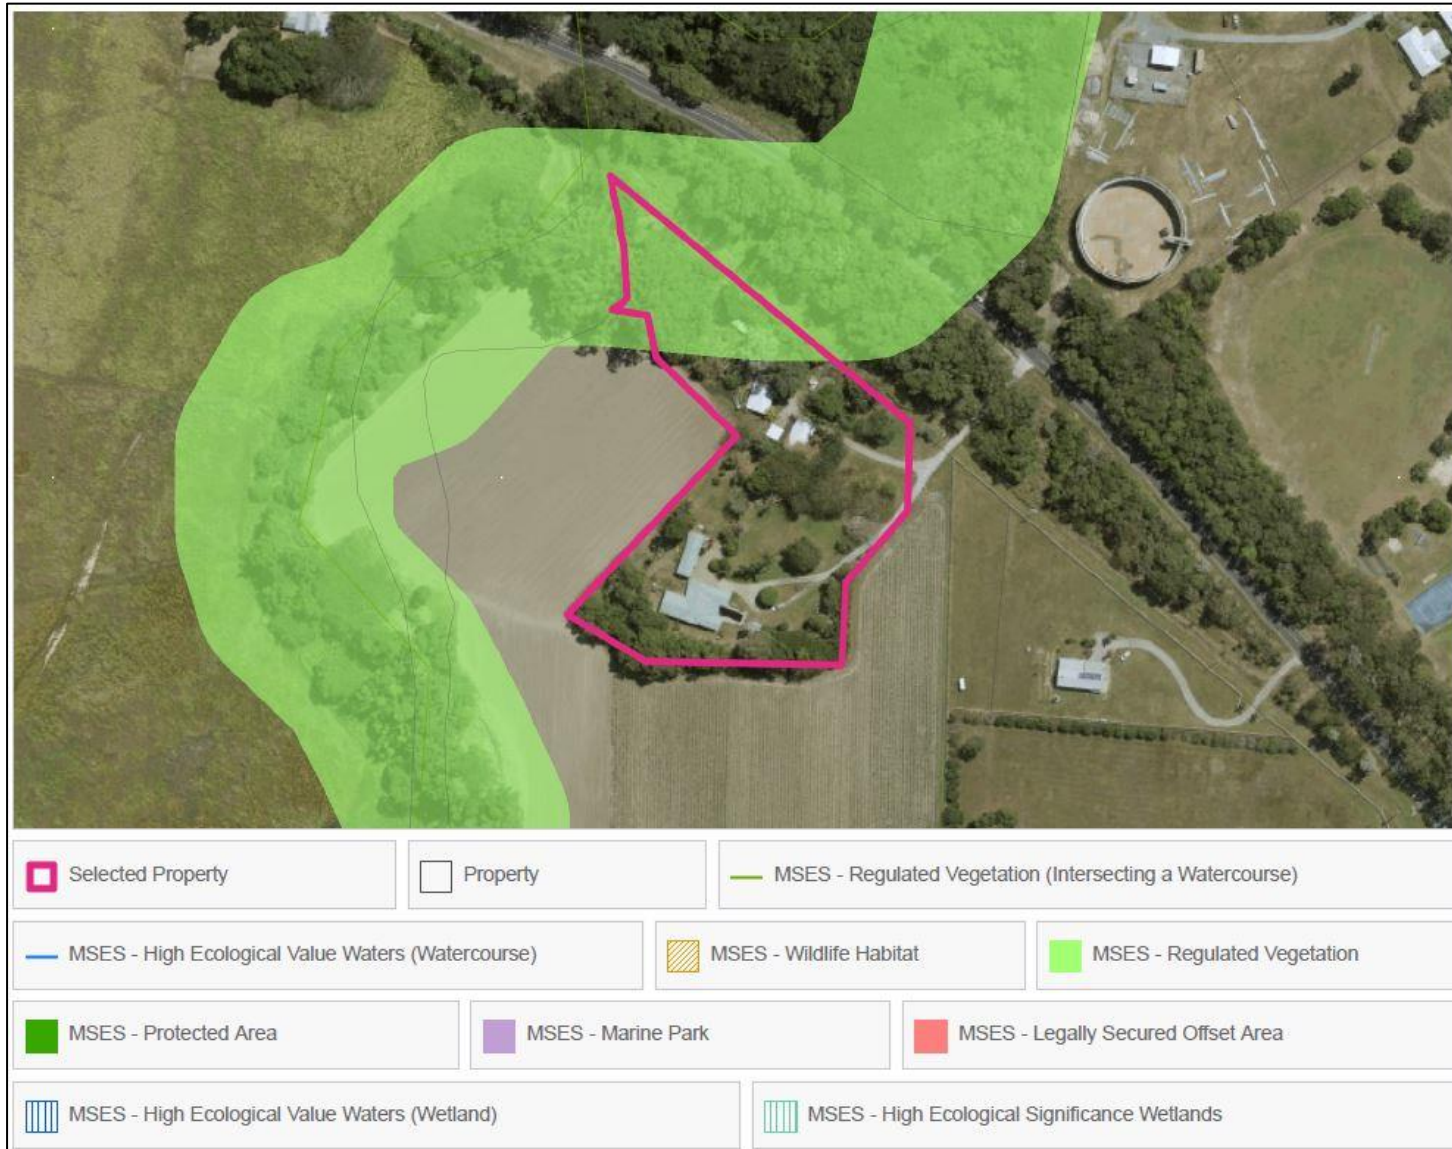 Selected Property
Property
MSES - Regulated Vegetation (Intersecting a Watercourse)
MSES - High Ecological Value Waters (Watercourse)
MSES - Wildlife Habitat
MSES - Regulated Vegetation
MSES - Protected Area
MSES - Marine Park
MSES - Legally Secured Offset Area
MSES - High Ecological Value Waters (Wetland)
MSES - High Ecological Significance Wetlands